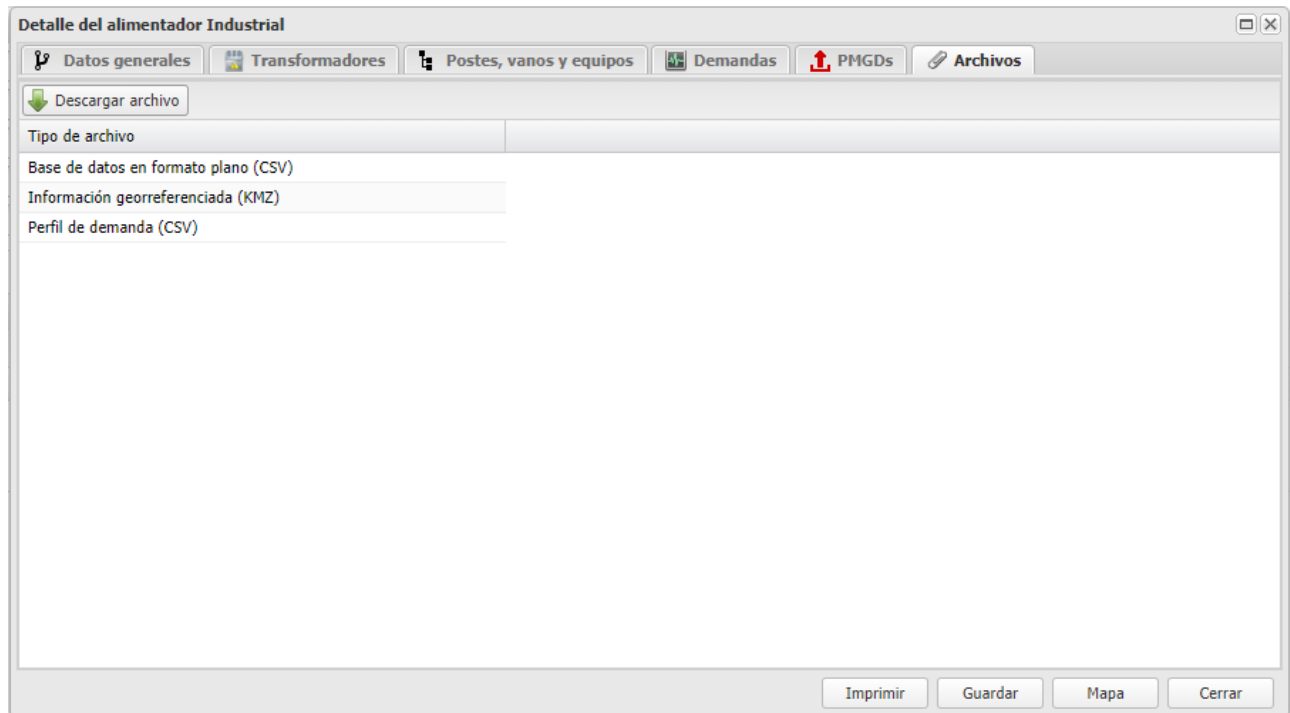 Detalle del alimentador Industrial
Datos generales Transformadores Postes, vanos y equipos Demandas PMGDs Archivos
Descargar archivo
Tipo de archivo
Base de datos en formato plano (CSV)
Información georreferenciada (KMZ)
Perfil de demanda (CSV)
Imprimir Guardar Mapa Cerrar